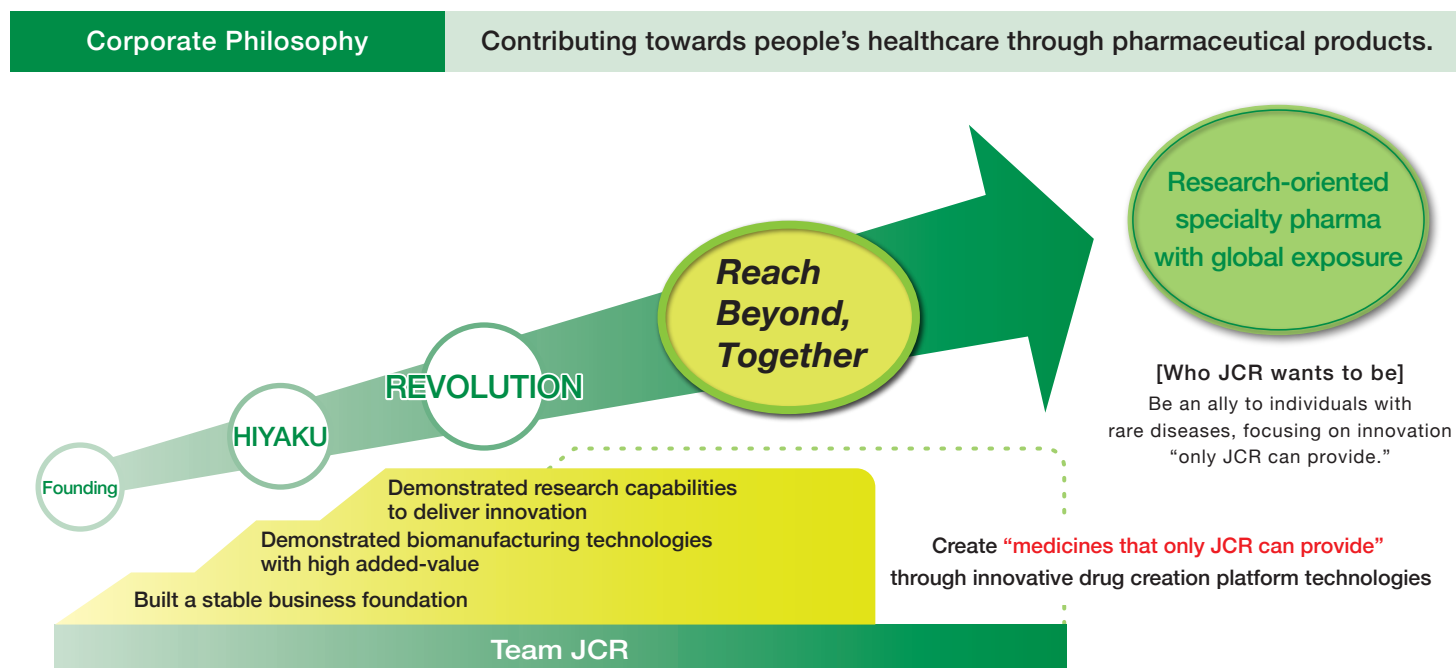 Corporate Philosophy
Contributing towards people’s healthcare through pharmaceutical products.
Founding
HIYAKU
REVOLUTION
Reach
Beyond,
Together
Research-oriented
specialty pharma
with global exposure
[Who JCR wants to be]
Be an ally to individuals with
rare diseases, focusing on innovation
“only JCR can provide.”
Demonstrated research capabilities
to deliver innovation
Demonstrated biomanufacturing technologies
with high added-value
Built a stable business foundation
Create “medicines that only JCR can provide”
through innovative drug creation platform technologies
Team JCR